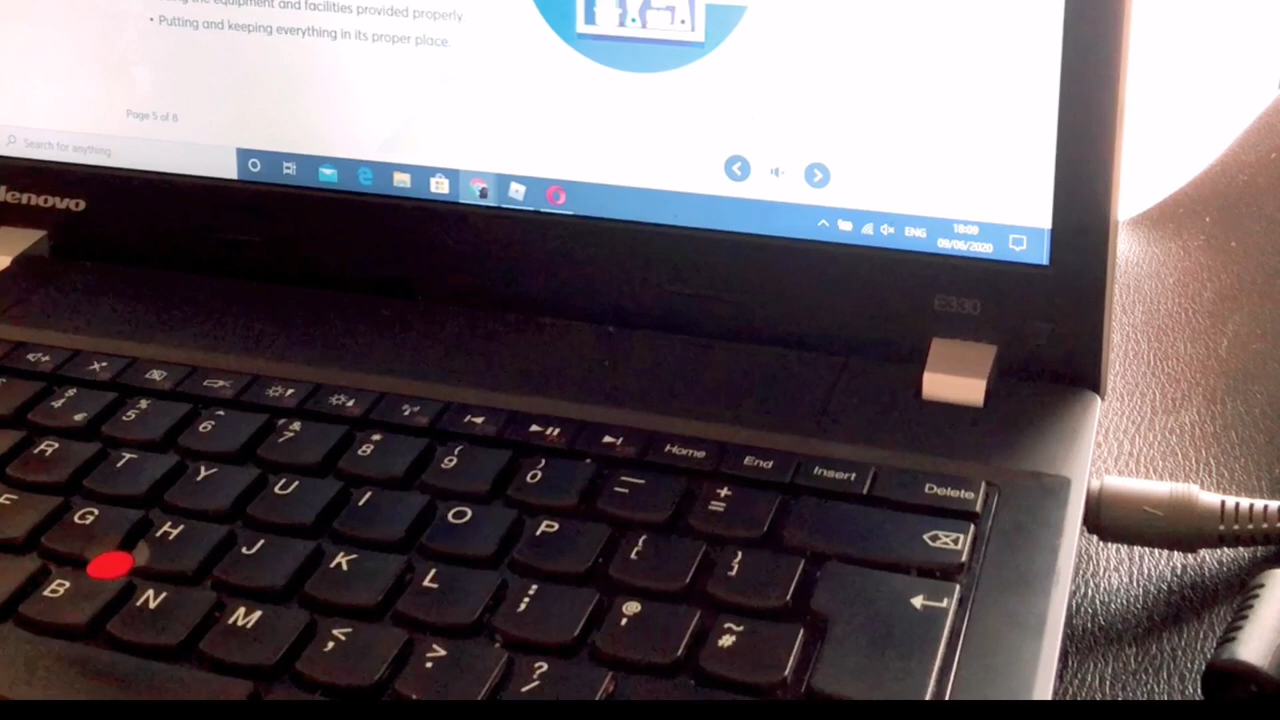 the equipment and facilities provided properly
• Putting and keeping everything in its proper place.
Page 5 of 8
Search for anything
ENG
18:09
09/06/2020
lenovo
E330
Home
End
Insert
Delete
$ 4 €
% 5
^ 6
& 7
* 8
( 9
) 0
_ -
+ =
R
T
Y
U
I
O
P
{ [
} ]
F
G
H
J
K
L
: ;
@ '
~ #
B
N
M
< ,
> .
? /